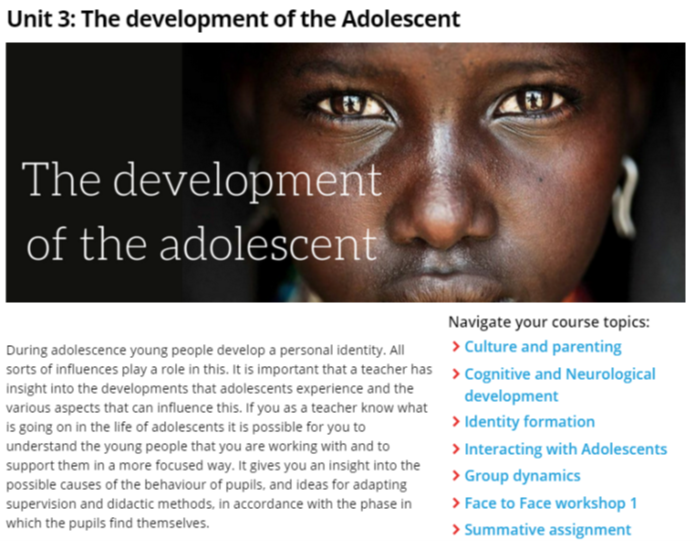 Unit 3: The development of the Adolescent
The development
of the adolescent
During adolescence young people develop a personal identity. All
sorts of influences play a role in this. It is important that a teacher has
insight into the developments that adolescents experience and the
various aspects that can influence this. If you as a teacher know what
is going on in the life of adolescents it is possible for you to
understand the young people that you are working with and to
support them in a more focused way. It gives you an insight into the
possible causes of the behaviour of pupils, and ideas for adapting
supervision and didactic methods, in accordance with the phase in
which the pupils find themselves.
Navigate your course topics:
Culture and parenting
Cognitive and Neurological
development
Identity formation
Interacting with Adolescents
Group dynamics
Face to Face workshop 1
Summative assignment